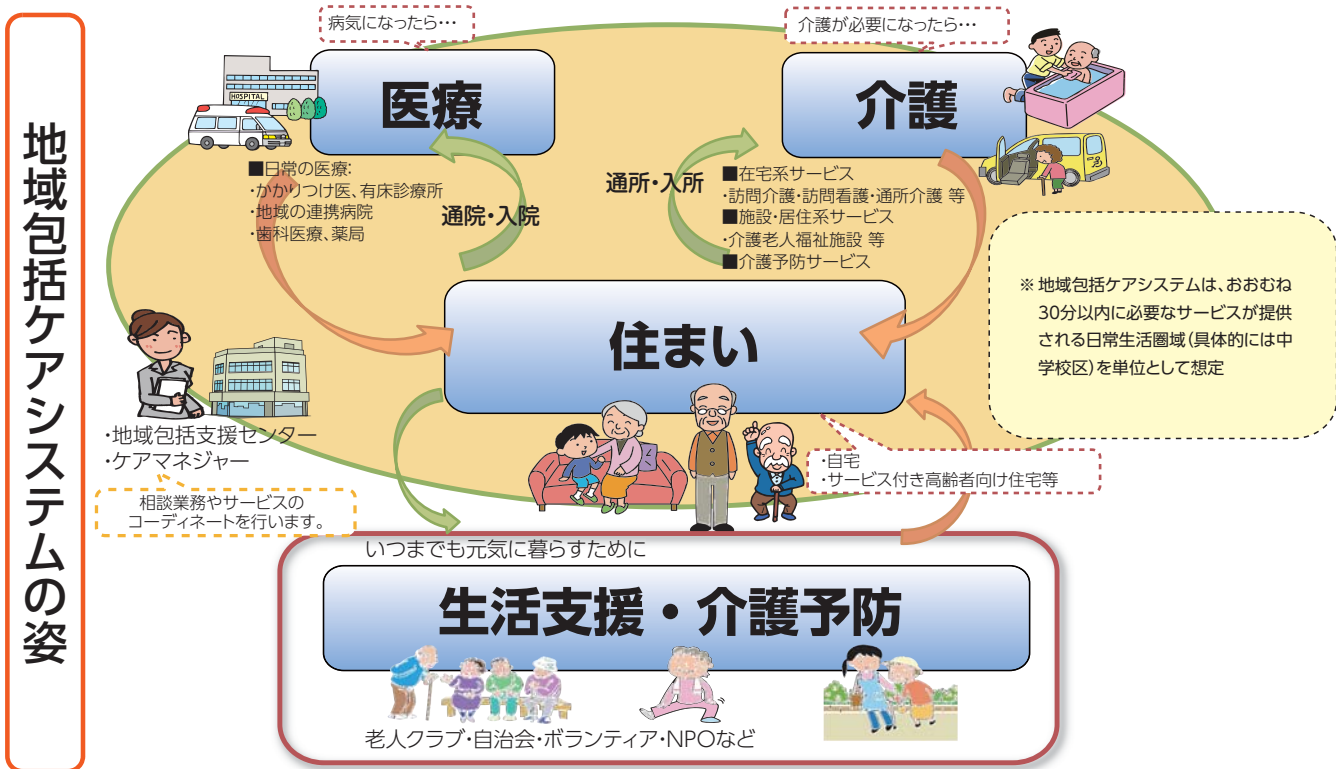 地域包括ケアシステムの姿
病気になったら･･･
医療
HOSPITAL
■日常の医療:
・かかりつけ医、有床診療所
・地域の連携病院
・歯科医療、薬局
通院・入院
介護が必要になったら･･･
介護
通所・入所
■在宅系サービス
・訪問介護・訪問看護・通所介護 等
■施設・居住系サービス
・介護老人福祉施設 等
■介護予防サービス
住まい
※ 地域包括ケアシステムは、おおむね
30分以内に必要なサービスが提供
される日常生活圏域(具体的には中
学校区)を単位として想定
・地域包括支援センター
・ケアマネジャー
相談業務やサービスの
コーディネートを行います。
・自宅
・サービス付き高齢者向け住宅等
いつまでも元気に暮らすために
生活支援・介護予防
老人クラブ・自治会・ボランティア・NPOなど